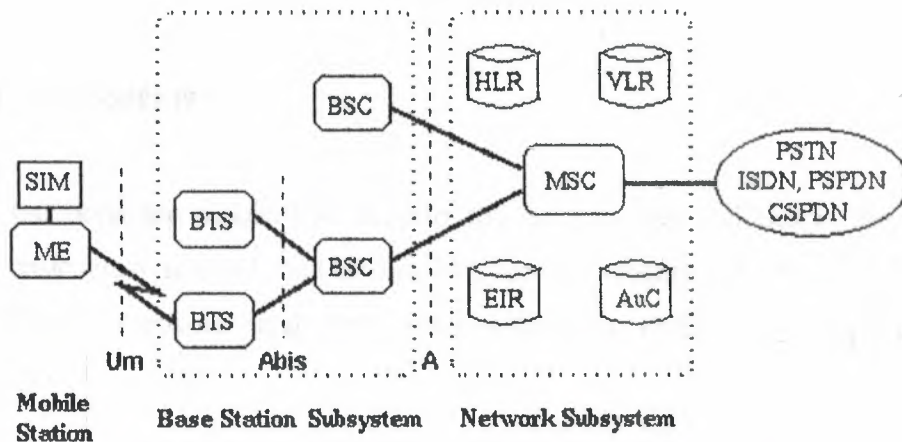 HLR
VLR
BSC
PSTN
ISDN, PSPDN
CSPDN
SIM
MSC
BTS
ME
BSC
BTS
EIR
AuC
Um
Abis
A
Mobile
Station
Base Station Subsystem
Network Subsystem